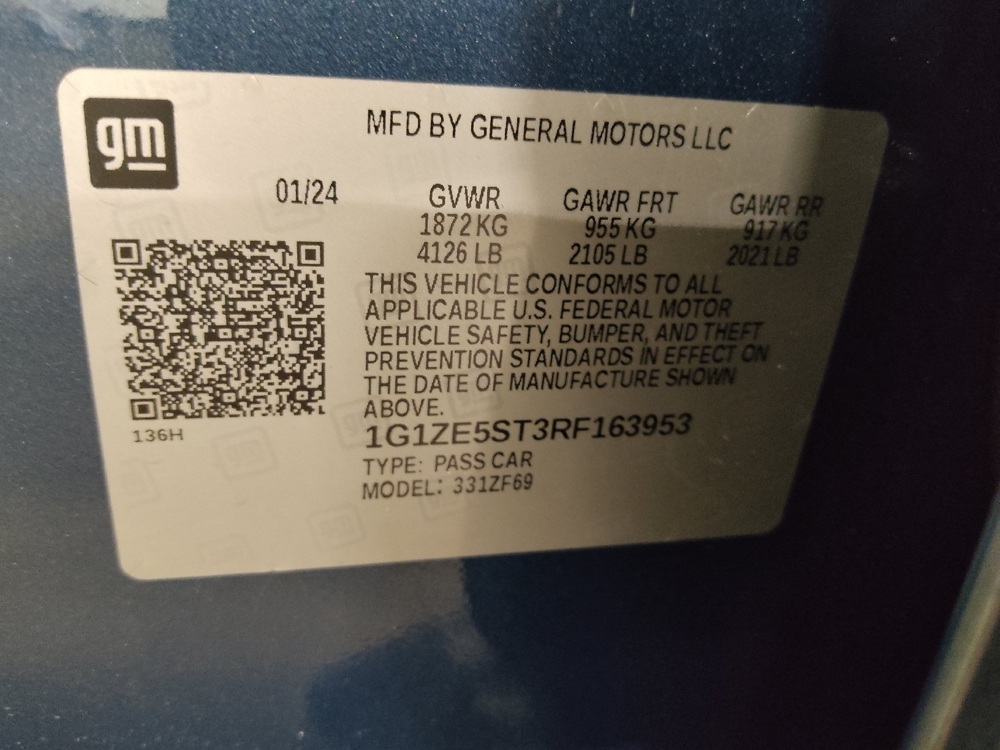 gm
MFD BY GENERAL MOTORS LLC
01/24 GVWR GAWR FRT GAWR RR
1872 KG 955 KG 917 KG
4126 LB 2105 LB 2021 LB
THIS VEHICLE CONFORMS TO ALL
APPLICABLE U.S. FEDERAL MOTOR
VEHICLE SAFETY, BUMPER, AND THEFT
PREVENTION STANDARDS IN EFFECT ON
THE DATE OF MANUFACTURE SHOWN
ABOVE.
136H
1G1ZE5ST3RF163953
TYPE: PASS CAR
MODEL: 331ZF69